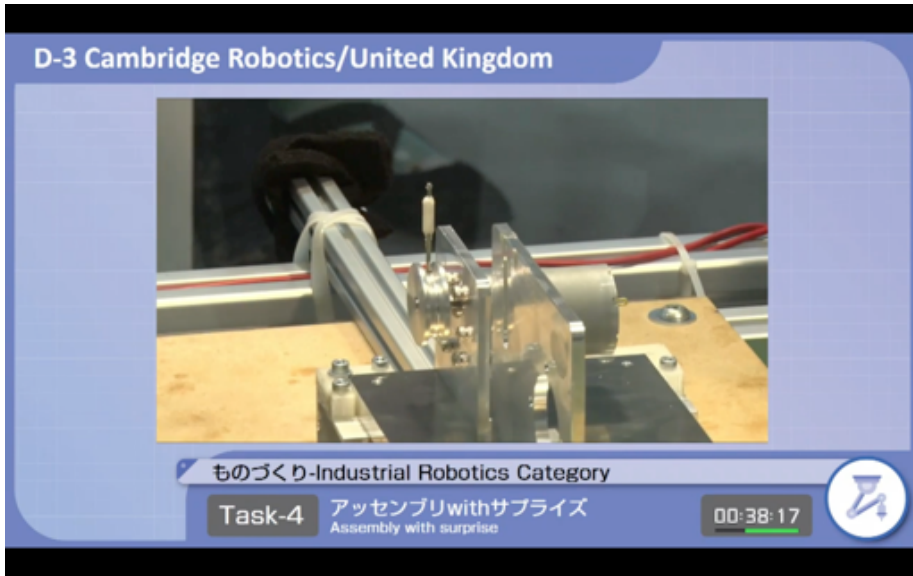 D-3 Cambridge Robotics/United Kingdom
ものづくり-Industrial Robotics Category
Task-4
アッセンブリwithサプライズ
Assembly with surprise
00:38:17